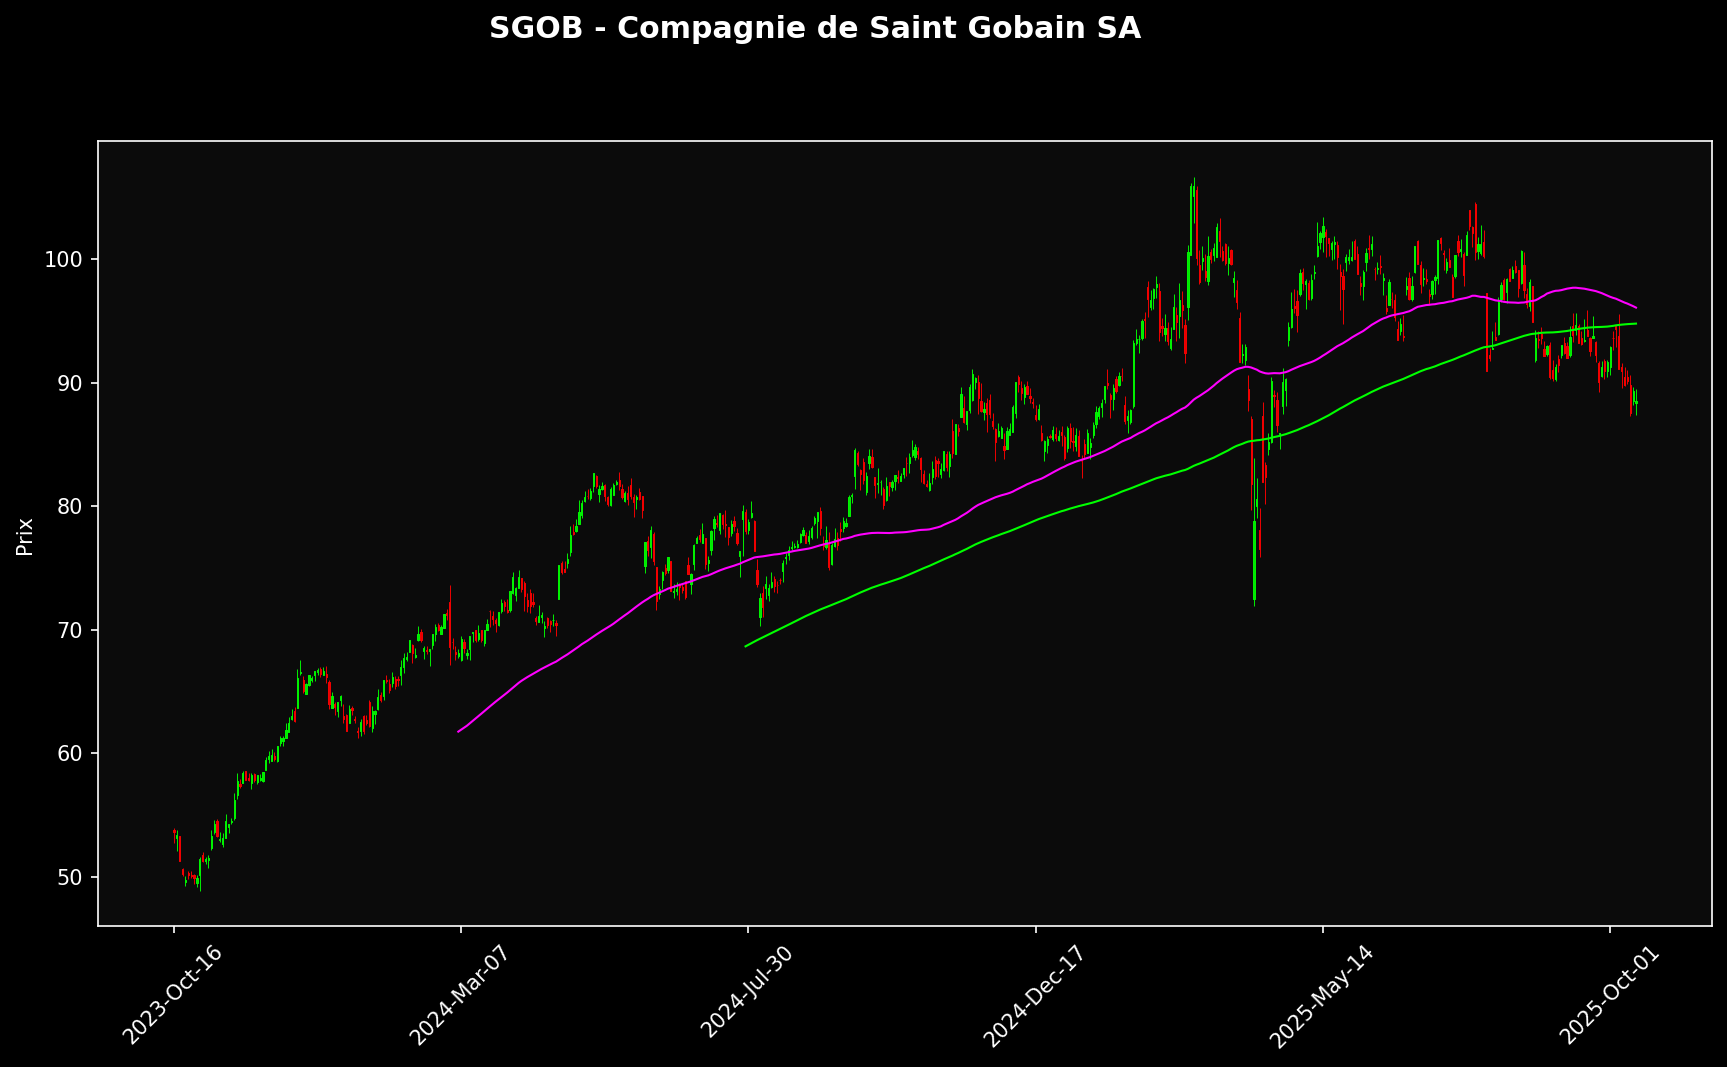 SGOB - Compagnie de Saint Gobain SA
Prix
100
90
80
70
60
50
2023-Oct-16
2024-Mar-07
2024-Jul-30
2024-Dec-17
2025-May-14
2025-Oct-01